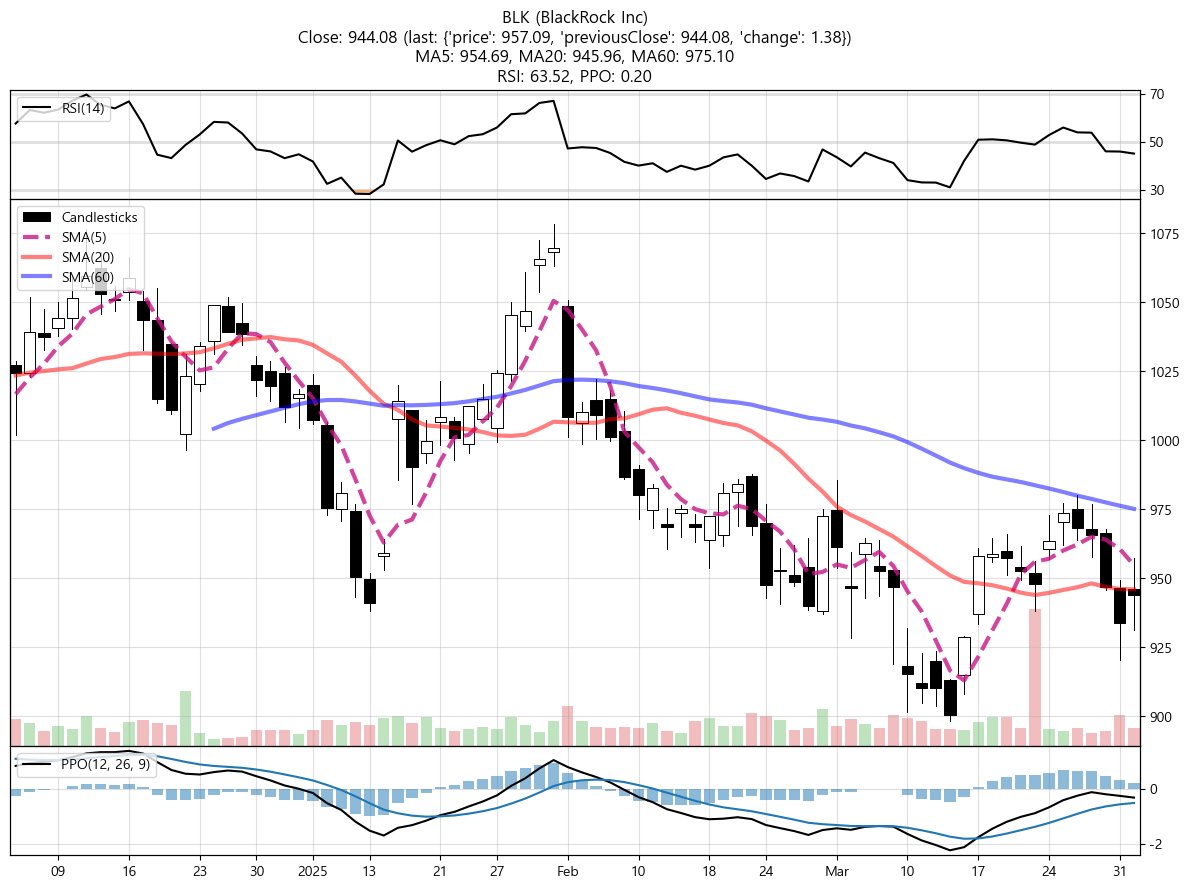 BLK (BlackRock Inc)
Close: 944.08 (last: {'price': 957.09, 'previousClose': 944.08, 'change': 1.38})
MA5: 954.69, MA20: 945.96, MA60: 975.10
RSI: 63.52, PPO: 0.20
RSI(14)
70
50
30
Candlesticks
SMA(5)
SMA(20)
SMA(60)
1075
1050
1025
1000
975
950
925
900
PPO(12, 26, 9)
0
-2
09 16 23 30 2025 13 21 27 Feb 10 18 24 Mar 10 17 24 31